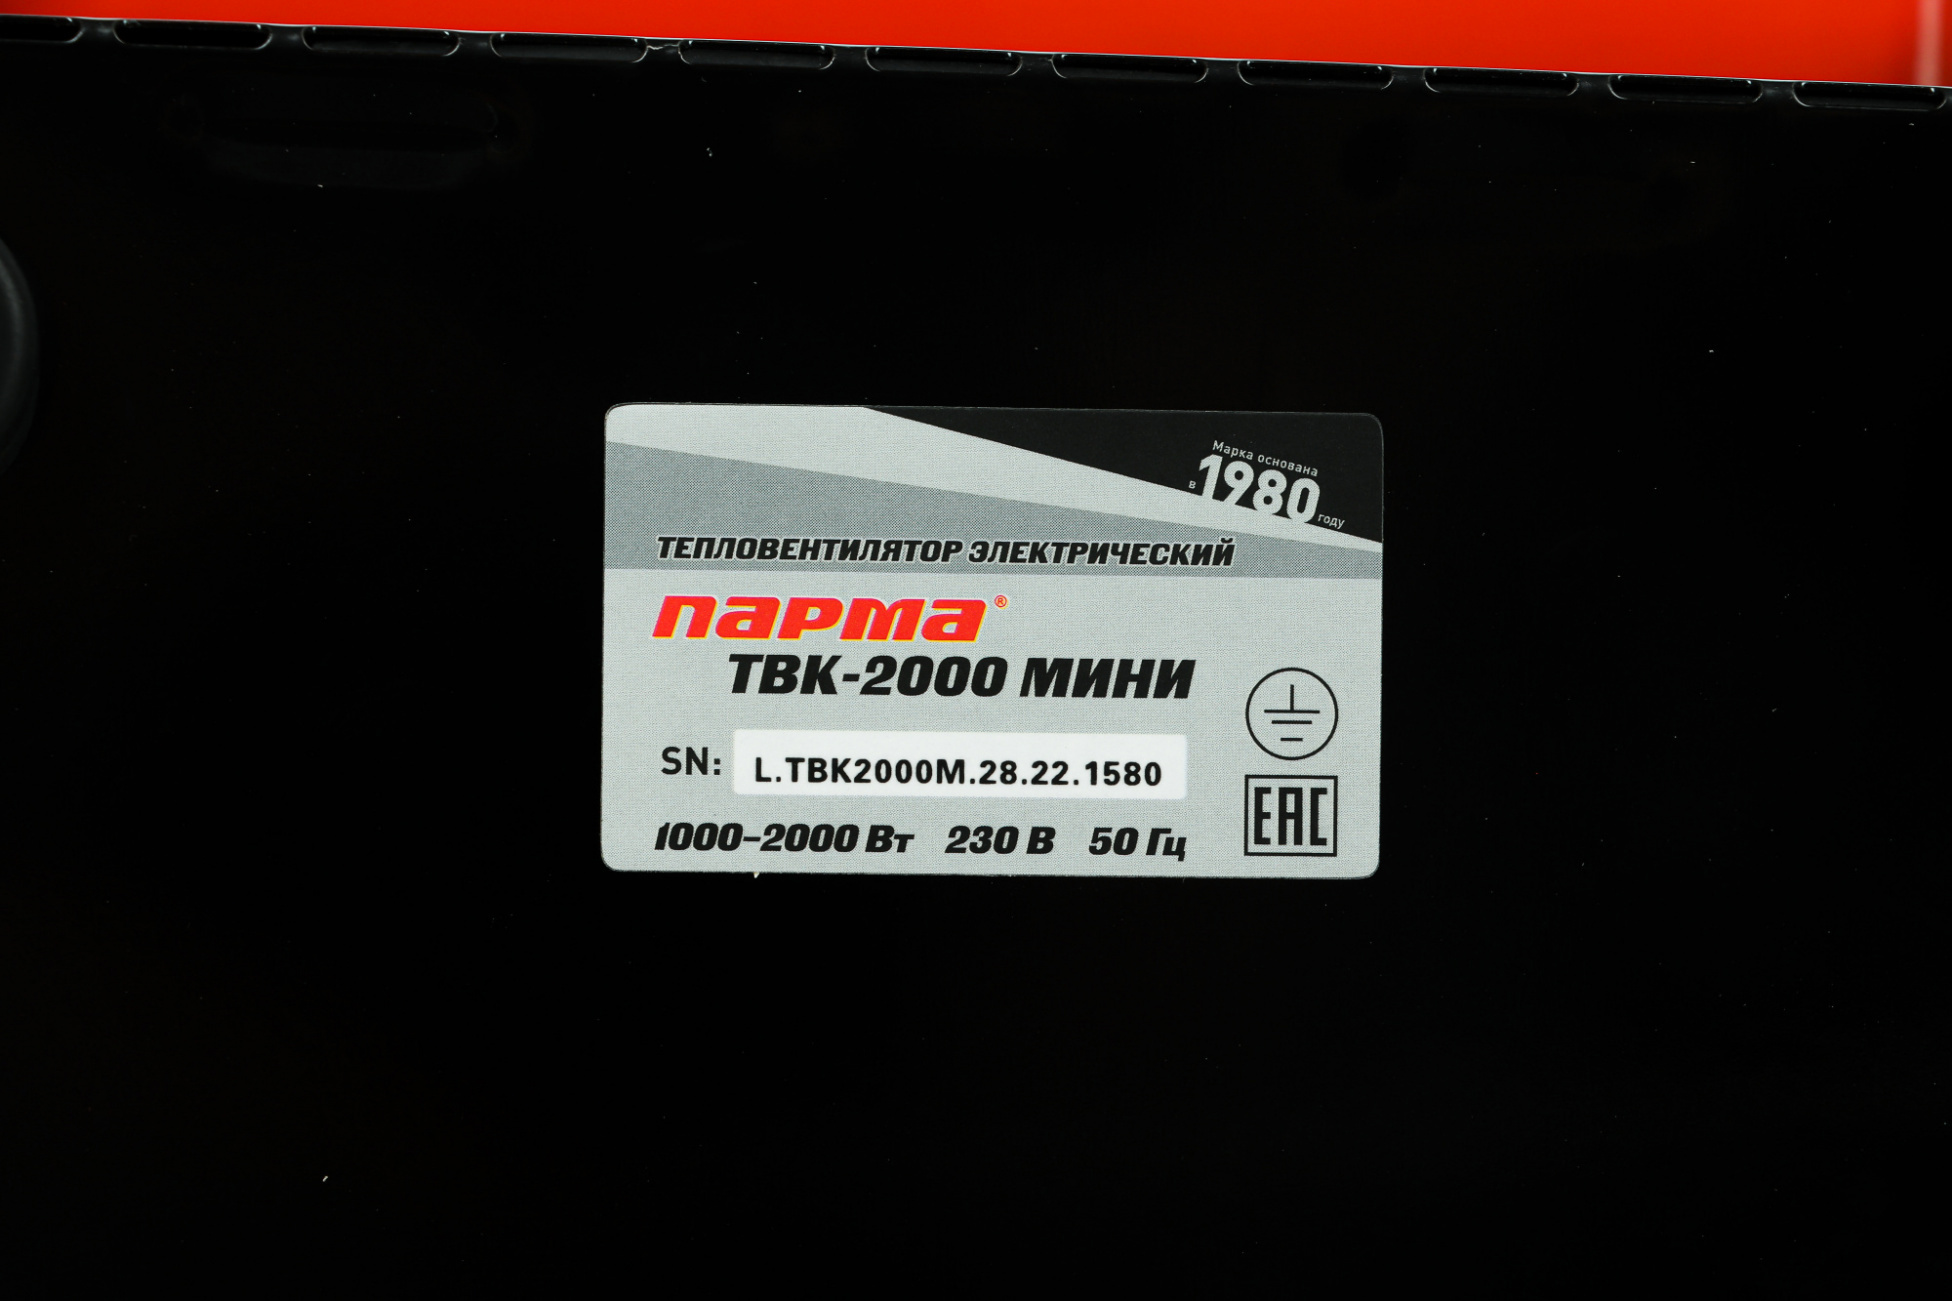 Марка основана
в 1980 году
ТЕПЛОВЕНТИЛЯТОР ЭЛЕКТРИЧЕСКИЙ
ПАРМА®
ТВК-2000 МИНИ
SN: L.TBK2000M.28.22.1580
1000-2000 Вт 230 В 50 Гц
EAC